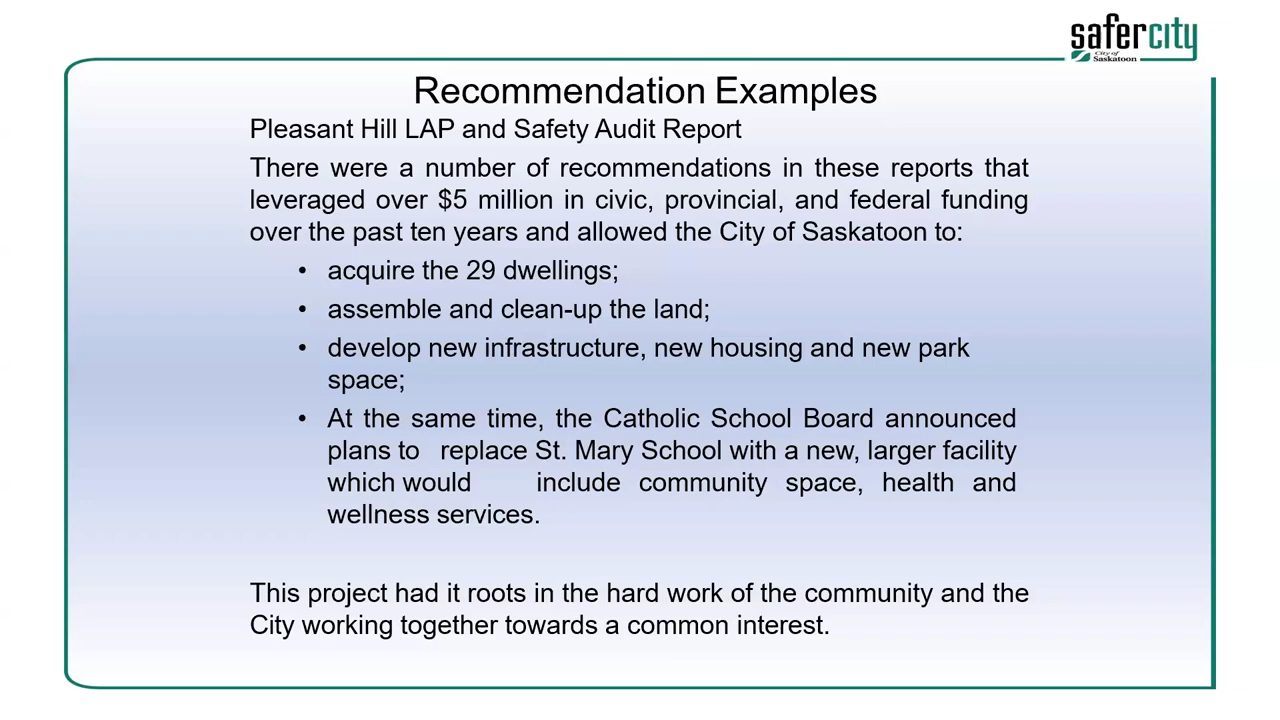 safercity
City of
Saskatoon
Recommendation Examples
Pleasant Hill LAP and Safety Audit Report
There were a number of recommendations in these reports that
leveraged over $5 million in civic, provincial, and federal funding
over the past ten years and allowed the City of Saskatoon to:
• acquire the 29 dwellings;
• assemble and clean-up the land;
• develop new infrastructure, new housing and new park
space;
• At the same time, the Catholic School Board announced
plans to replace St. Mary School with a new, larger facility
which would include community space, health and
wellness services.
This project had it roots in the hard work of the community and the
City working together towards a common interest.